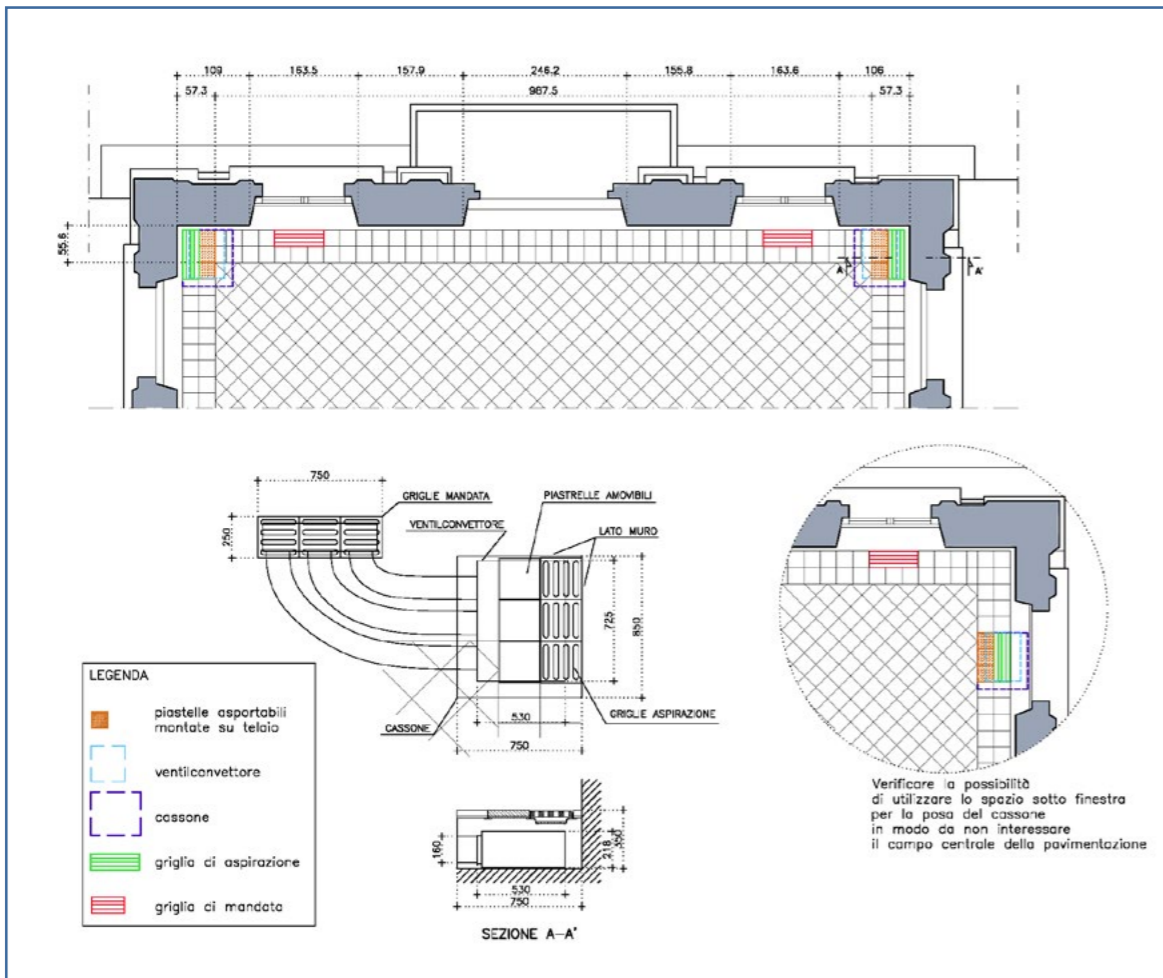 109 163.5 157.9 246.2 155.8 163.6 106
57.3 987.5 57.3
55.6
A A'
750
GRIGLIE MANDATA
PIASTRELLE AMOVIBILI
VENTILCONVETTORE
LATO MURO
250
725
850
530
GRIGLIE ASPIRAZIONE
CASSONE
750
LEGENDA
piastelle asportabili
montate su telaio
ventilconvettore
cassone
griglia di aspirazione
griglia di mandata
160
218
350
530
750
SEZIONE A-A'
Verificare la possibilità
di utilizzare lo spazio sotto finestra
per la posa del cassone
in modo da non interessare
il campo centrale della pavimentazione